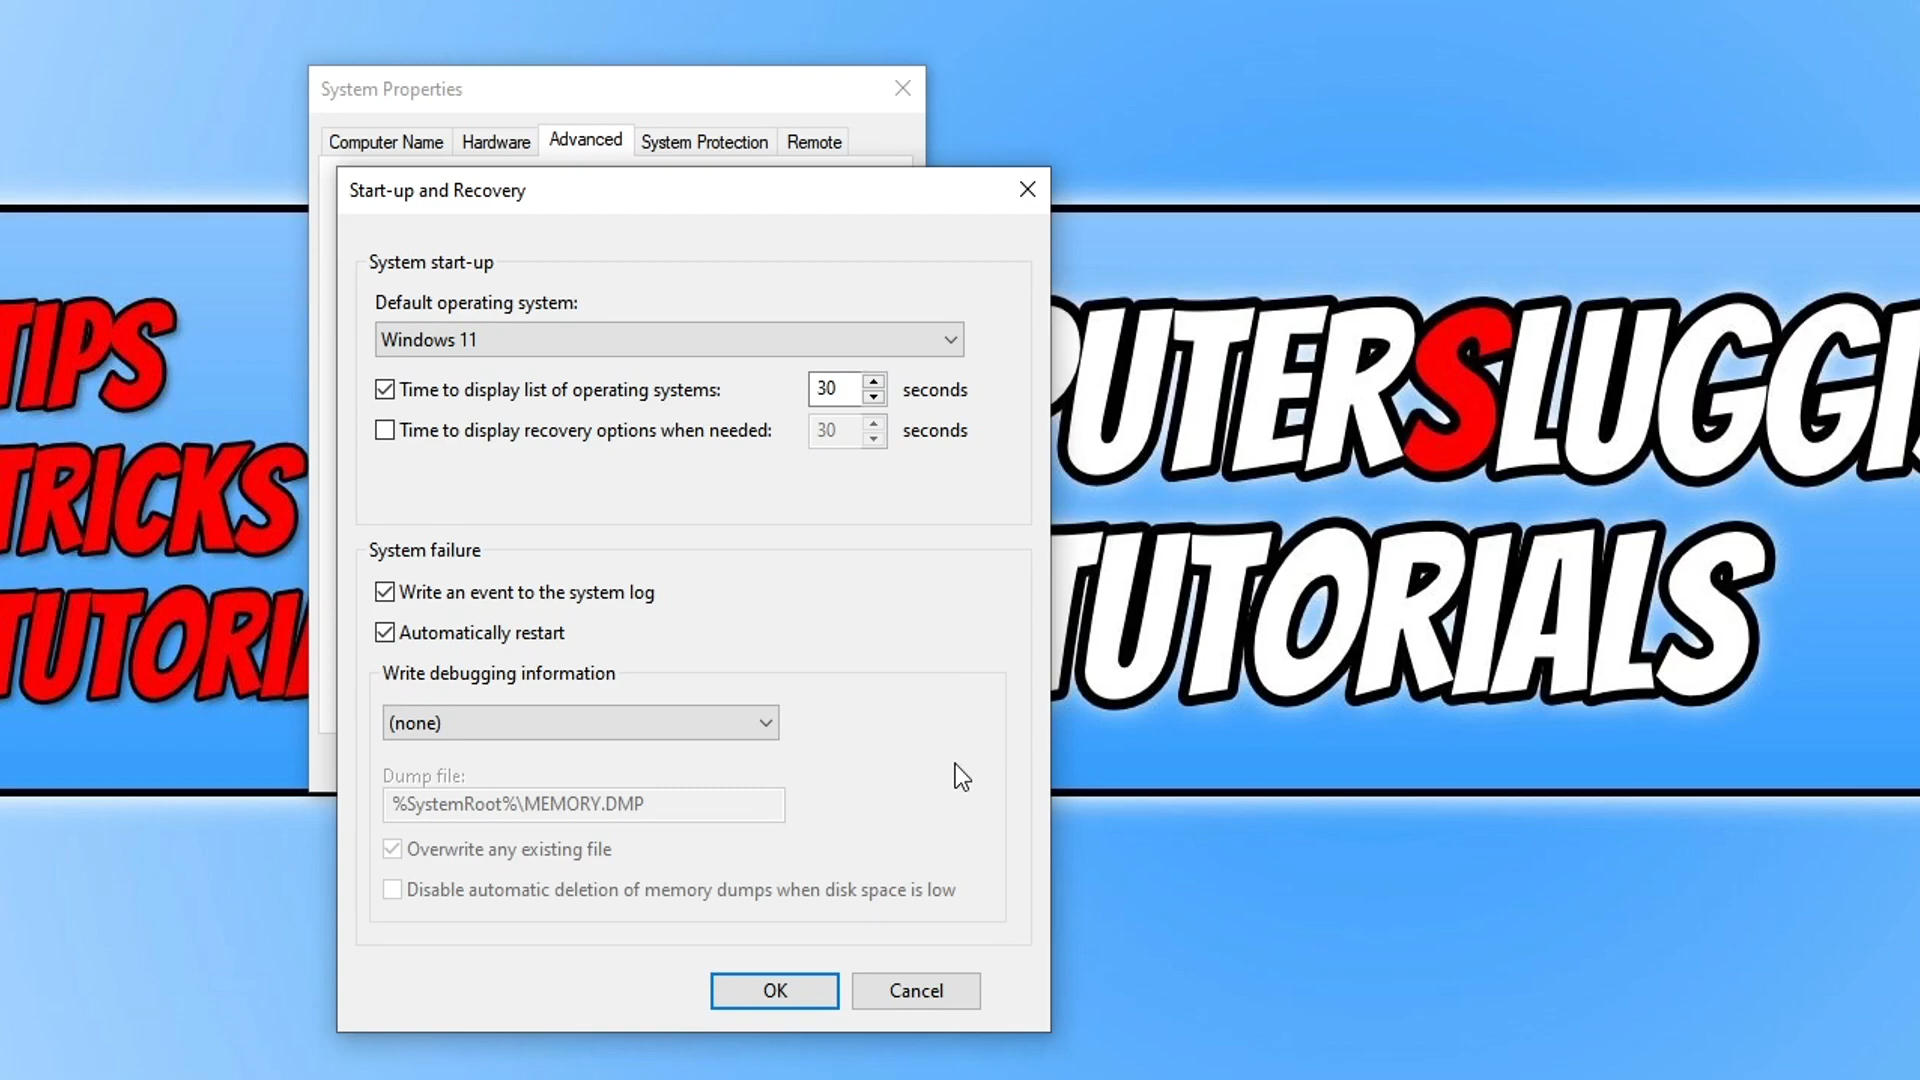 System Properties
Computer Name Hardware Advanced System Protection Remote
Start-up and Recovery
System start-up
Default operating system:
Windows 11
Time to display list of operating systems: 30 seconds
Time to display recovery options when needed: 30 seconds
System failure
Write an event to the system log
Automatically restart
Write debugging information
(none)
Dump file:
%SystemRoot%\MEMORY.DMP
Overwrite any existing file
Disable automatic deletion of memory dumps when disk space is low
OK Cancel
TIPS
TRICKS
TUTORIA
PUTERSLUGGI
TUTORIALS